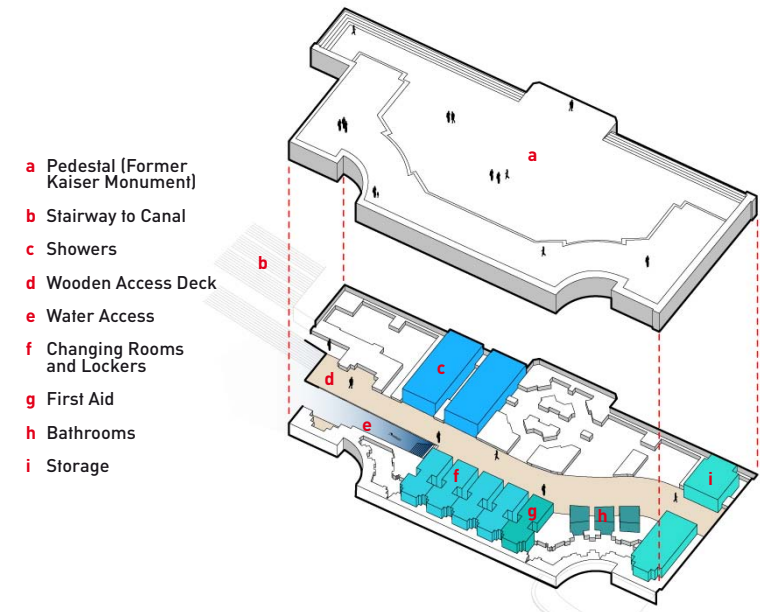 a Pedestal (Former
Kaiser Monument)
b Stairway to Canal
c Showers
d Wooden Access Deck
e Water Access
f Changing Rooms
and Lockers
g First Aid
h Bathrooms
i Storage
a
b
c
d
e
f
g
h
i